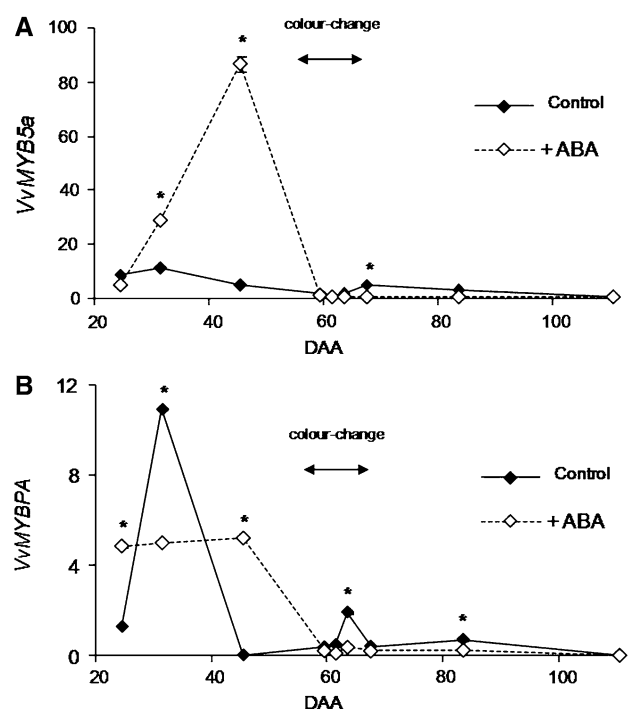 A
colour-change
100
80
60
40
20
0
VvMYB5a
*
*
*
Control
+ABA
20 40 60 80 100
DAA
B
colour-change
12
8
4
0
VvMYBPA
*
*
*
*
*
Control
+ABA
20 40 60 80 100
DAA